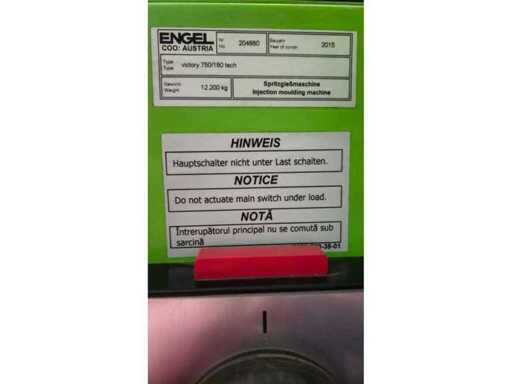 ENGEL
COO: AUSTRIA
Nr
No
204880
Baujahr
Year of constr.
2015
Type
Type
victory 750/160 tech
Gewicht
Weight
12.200 kg
Spritzgießmaschine
Injection moulding machine
HINWEIS
Hauptschalter nicht unter Last schalten.
NOTICE
Do not actuate main switch under load.
NOTĂ
Întrerupătorul principal nu se comută sub
sarcină
-38-01